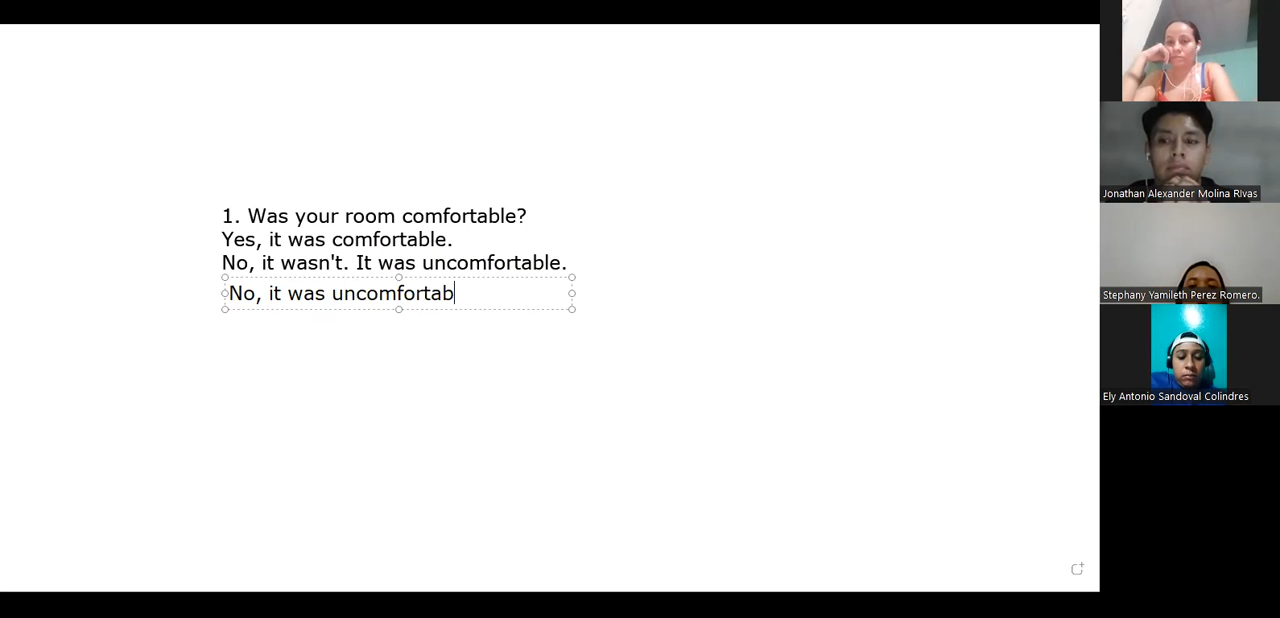 1. Was your room comfortable?
Yes, it was comfortable.
No, it wasn't. It was uncomfortable.
No, it was uncomfortab
Jonathan Alexander Molina Rivas
Stephany Yamileth Perez Romero.
Ely Antonio Sandoval Colindres